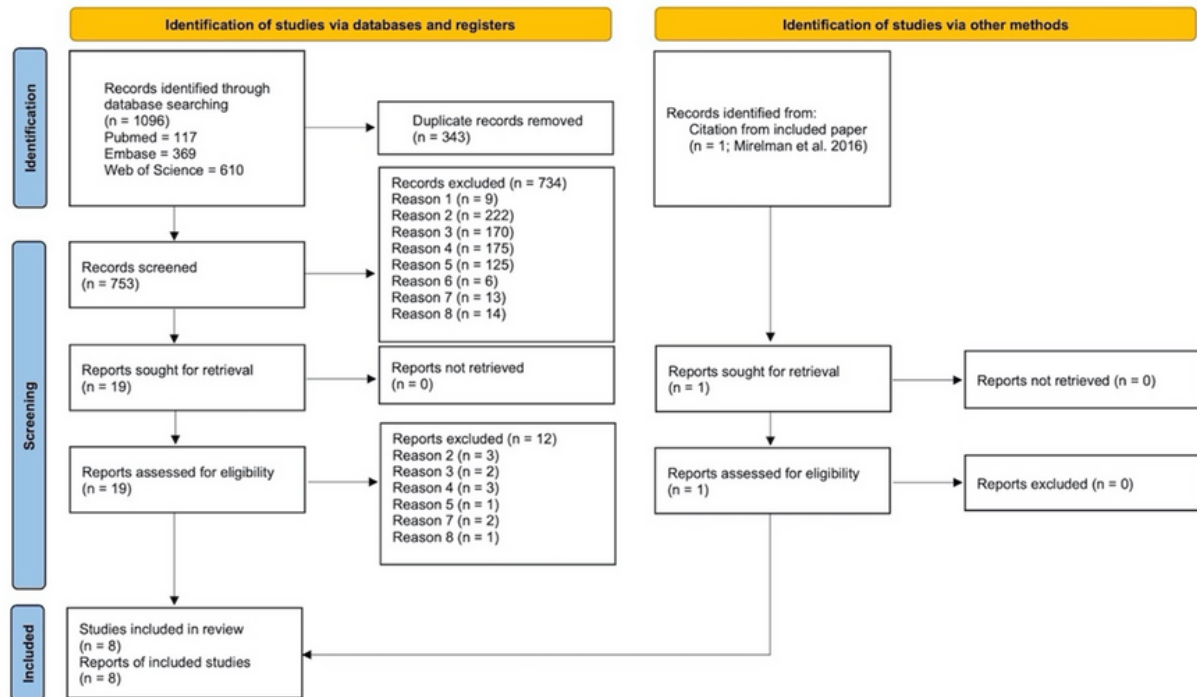 Identification of studies via databases and registers
Identification of studies via other methods
Identification
Records identified through
database searching
(n = 1096)
Pubmed = 117
Embase = 369
Web of Science = 610
Duplicate records removed
(n = 343)
Records identified from:
Citation from included paper
(n = 1; Mirelman et al. 2016)
Screening
Records screened
(n = 753)
Records excluded (n = 734)
Reason 1 (n = 9)
Reason 2 (n = 222)
Reason 3 (n = 170)
Reason 4 (n = 175)
Reason 5 (n = 125)
Reason 6 (n = 6)
Reason 7 (n = 13)
Reason 8 (n = 14)
Reports sought for retrieval
(n = 19)
Reports not retrieved
(n = 0)
Reports sought for retrieval
(n = 1)
Reports not retrieved (n = 0)
Reports assessed for eligibility
(n = 19)
Reports excluded (n = 12)
Reason 2 (n = 3)
Reason 3 (n = 2)
Reason 4 (n = 3)
Reason 5 (n = 1)
Reason 7 (n = 2)
Reason 8 (n = 1)
Reports assessed for eligibility
(n = 1)
Reports excluded (n = 0)
Included
Studies included in review
(n = 8)
Reports of included studies
(n = 8)